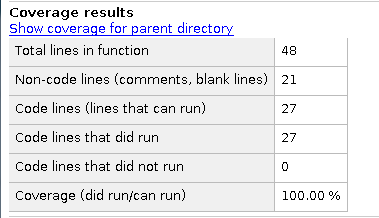 Coverage results
Show coverage for parent directory
Total lines in function 48
Non-code lines (comments, blank lines) 21
Code lines (lines that can run) 27
Code lines that did run 27
Code lines that did not run 0
Coverage (did run/can run) 100.00 %